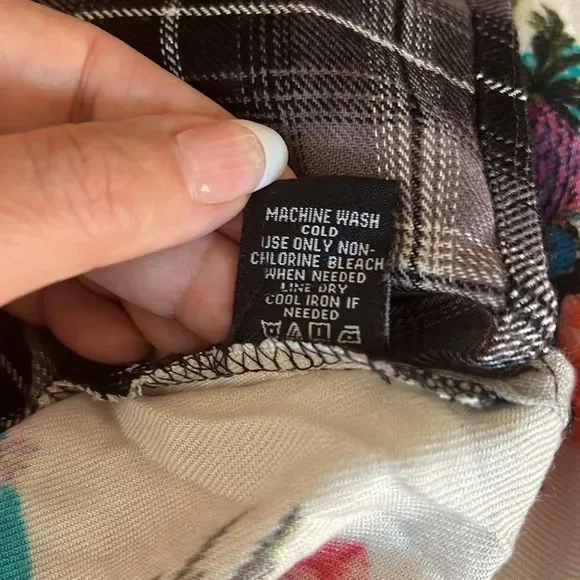 MACHINE WASH
COLD
USE ONLY NON-
CHLORINE BLEACH
WHEN NEEDED
LINE DRY
COOL IRON IF
NEEDED